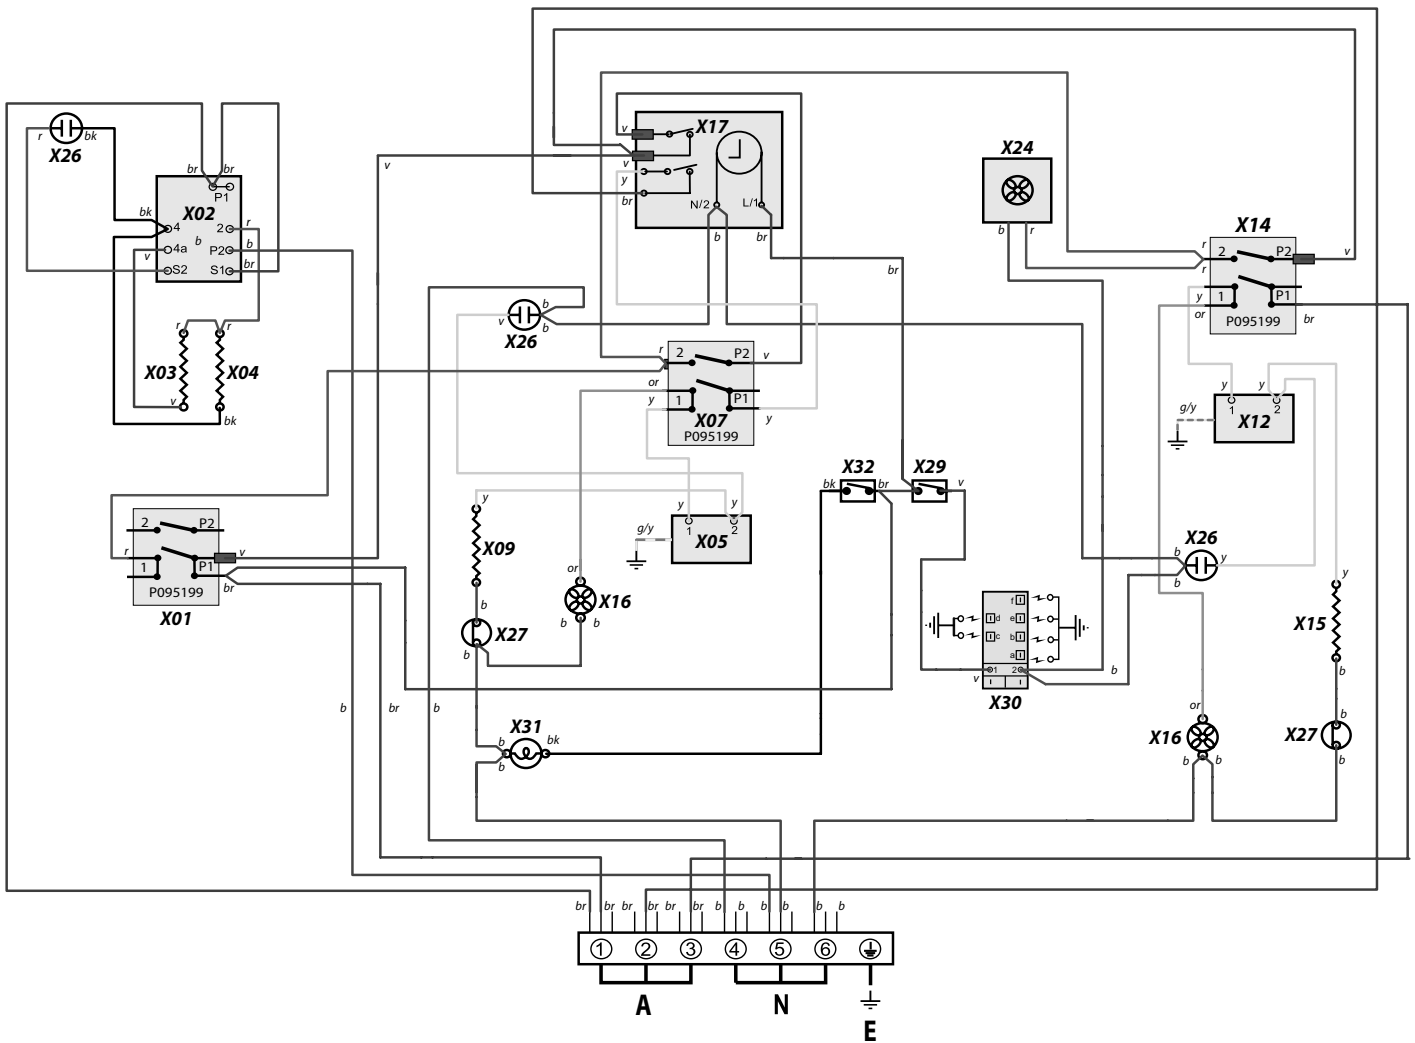 r
bk
X26
br
br
P1
X02
bk
4
2
r
b
4a
v
P2
b
S2
S1
br
r
r
X03
X04
v
bk
v
v
X17
v
y
br
N/2
L/1
b
br
br
X24
b
r
X14
r
2
P2
v
r
y
1
P1
or
br
P095199
b
v
b
X26
r
2
P2
v
or
1
P1
y
y
X07
P095199
y
y
g/y
1
2
X12
X32
X29
bk
br
v
y
X09
y
y
g/y
1
2
X05
2
P2
r
v
1
P1
br
P095199
X01
or
X16
b
b
b
X27
b
X26
b
y
b
f
d
e
c
b
a
1
2
v
b
X30
y
X15
b
b
br
b
X31
b
bk
b
or
X16
b
b
b
X27
b
br
br
br
br
br
br
b
b
b
b
b
b
1
2
3
4
5
6
A
N
E